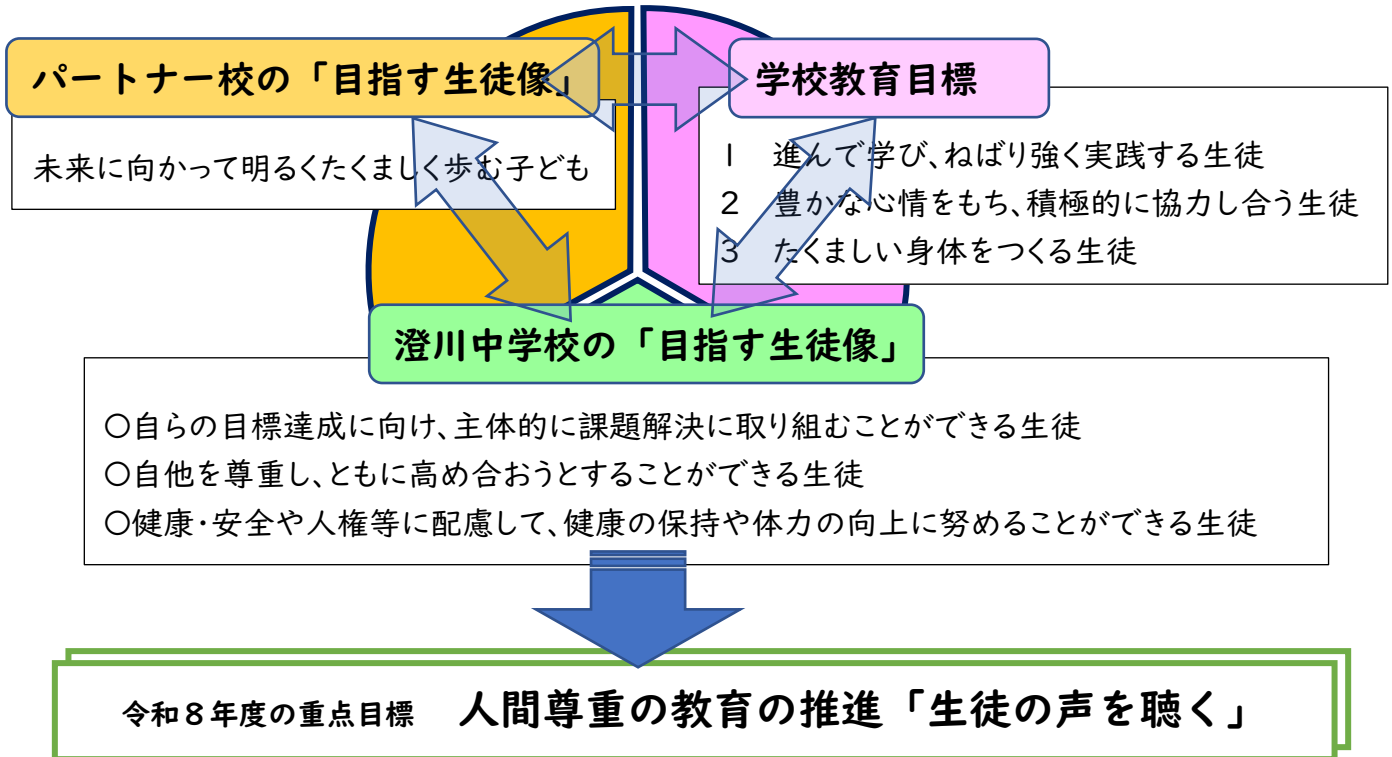 パートナー校の「目指す生徒像」
未来に向かって明るくたくましく歩む子ども
学校教育目標
1　進んで学び、ねばり強く実践する生徒
2　豊かな心情をもち、積極的に協力し合う生徒
3　たくましい身体をつくる生徒
澄川中学校の「目指す生徒像」
○自らの目標達成に向け、主体的に課題解決に取り組むことができる生徒
○自他を尊重し、ともに高め合おうとすることができる生徒
○健康・安全や人権等に配慮して、健康の保持や体力の向上に努めることができる生徒
令和８年度の重点目標　人間尊重の教育の推進「生徒の声を聴く」